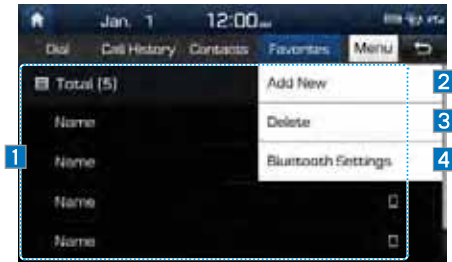 Jan. 1 12:00
Dial Call History Contacts Favorites Menu
Total (5)
Add New 2
Name
Delete 3
1
Name
Bluetooth Settings 4
Name
Name